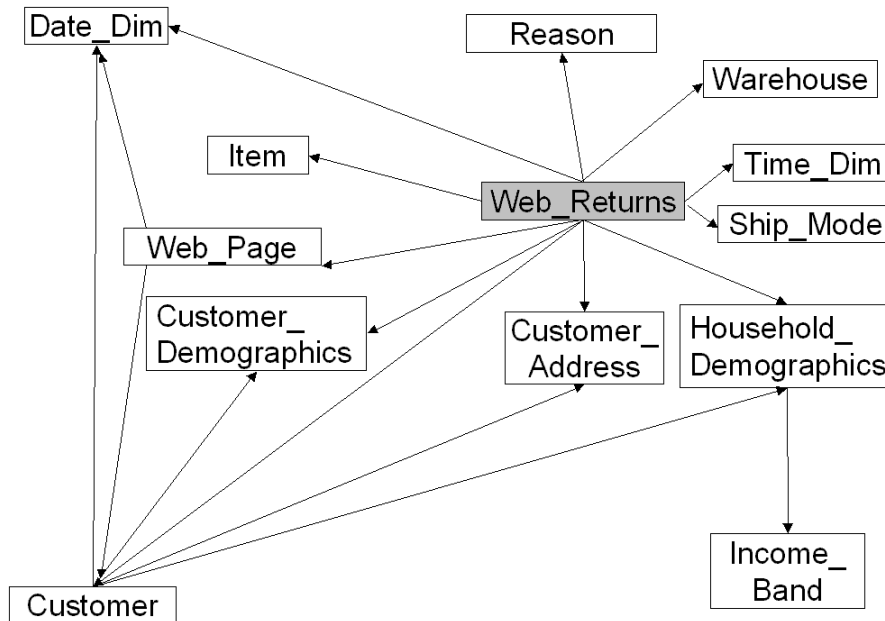 Date_Dim
Reason
Warehouse
Item
Time_Dim
Web_Returns
Ship_Mode
Web_Page
Customer_
Demographics
Customer_
Address
Household_
Demographics
Income_
Band
Customer